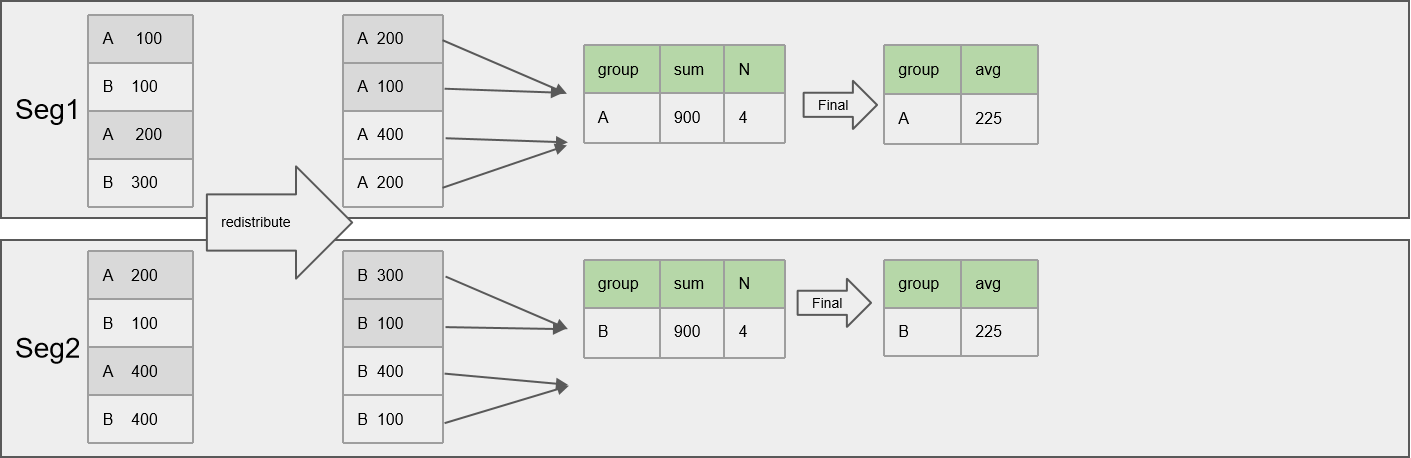 Seg1
A 100
B 100
A 200
B 300
A 200
A 100
A 400
A 200
group sum N
A 900 4
Final
group avg
A 225
redistribute
Seg2
A 200
B 100
A 400
B 400
B 300
B 100
B 400
B 100
group sum N
B 900 4
Final
group avg
B 225